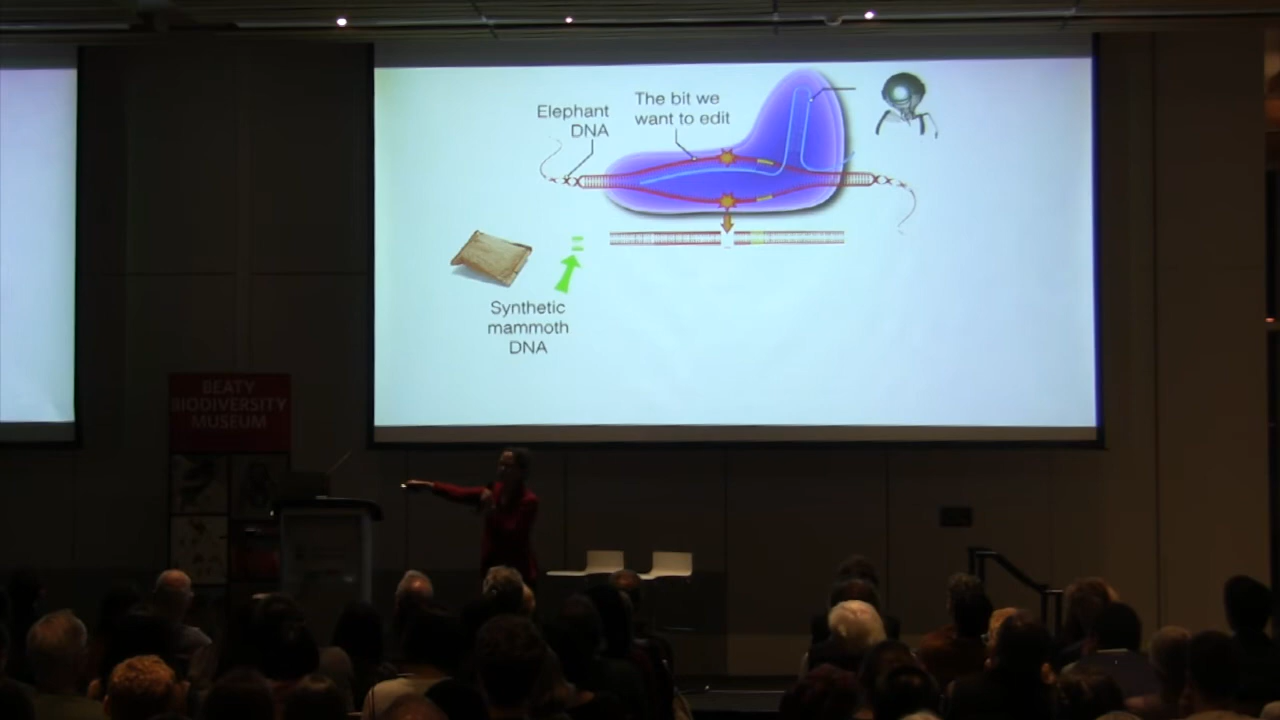 Elephant
DNA
The bit we
want to edit
Synthetic
mammoth
DNA
BEATY
BIODIVERSITY
MUSEUM